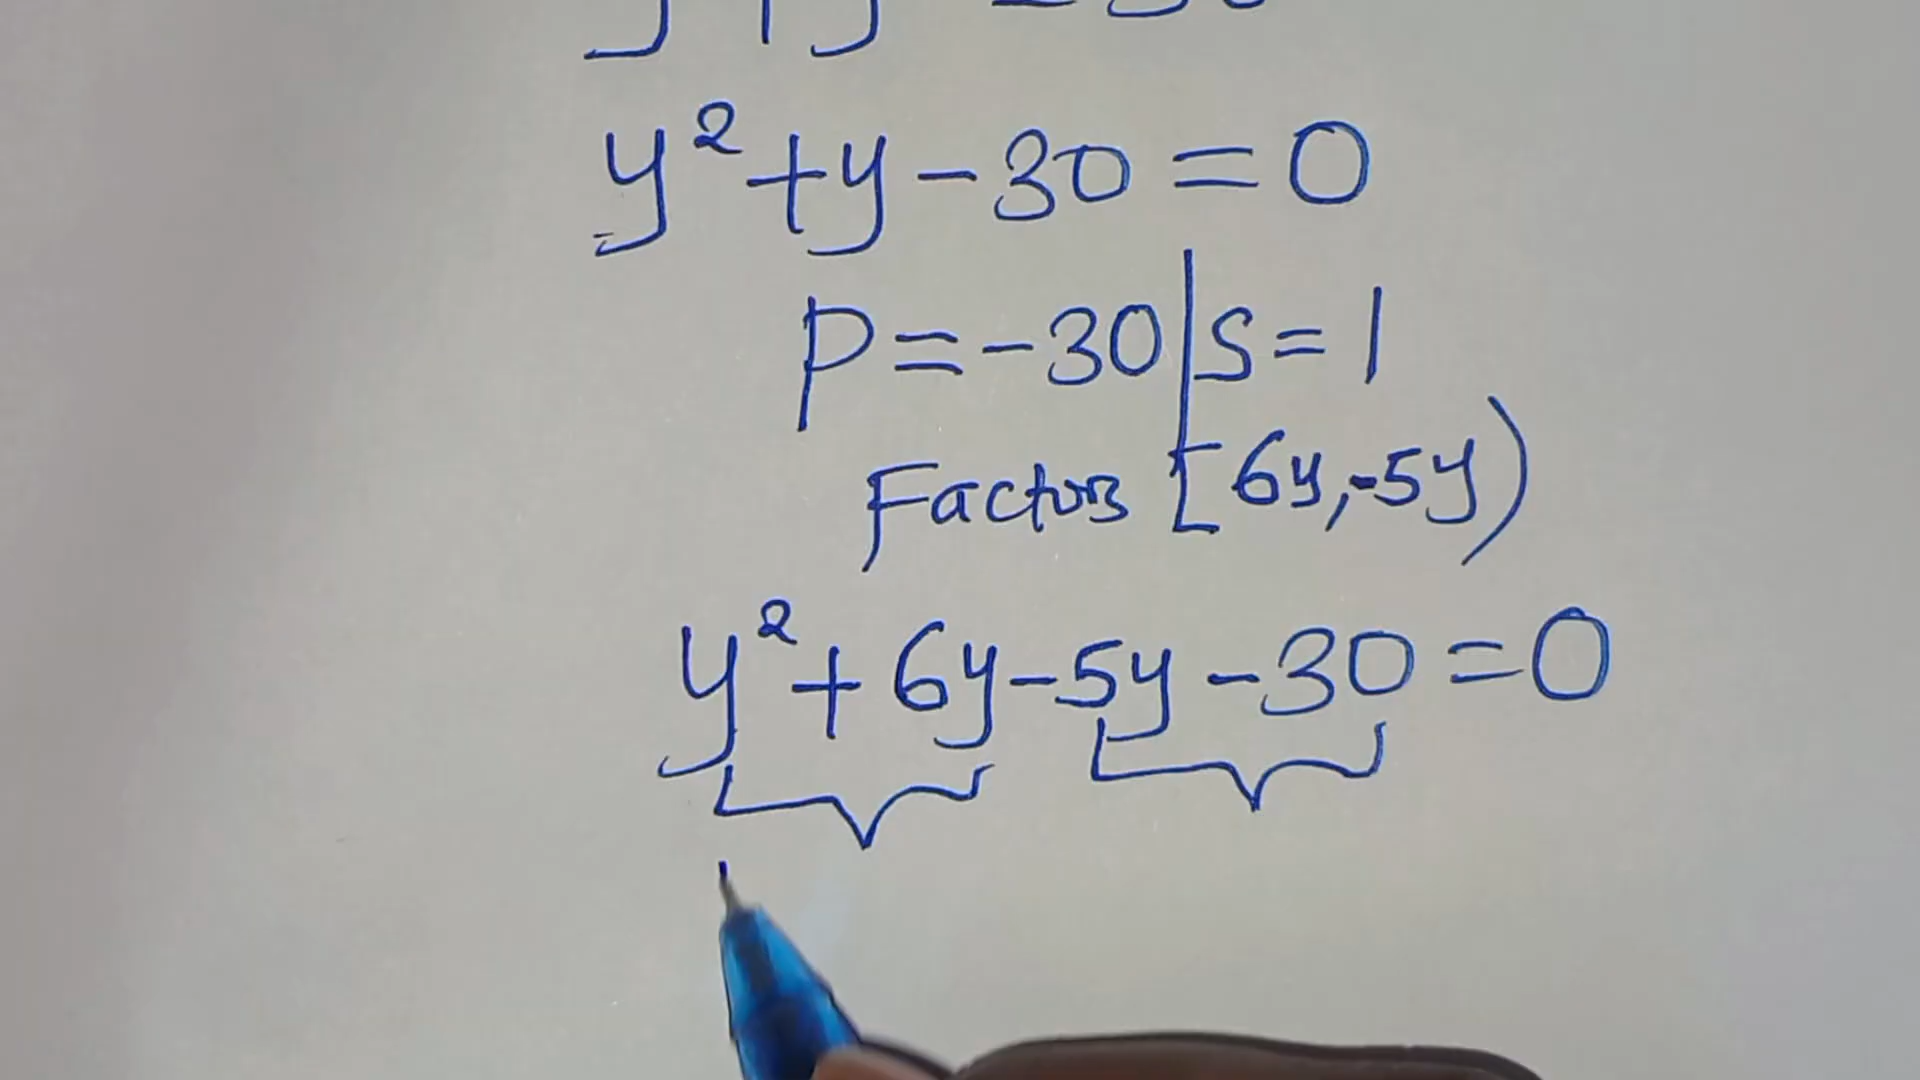 y² + y - 30 = 0
P = -30 | S = 1
Factors [6y, -5y)
y² + 6y - 5y - 30 = 0